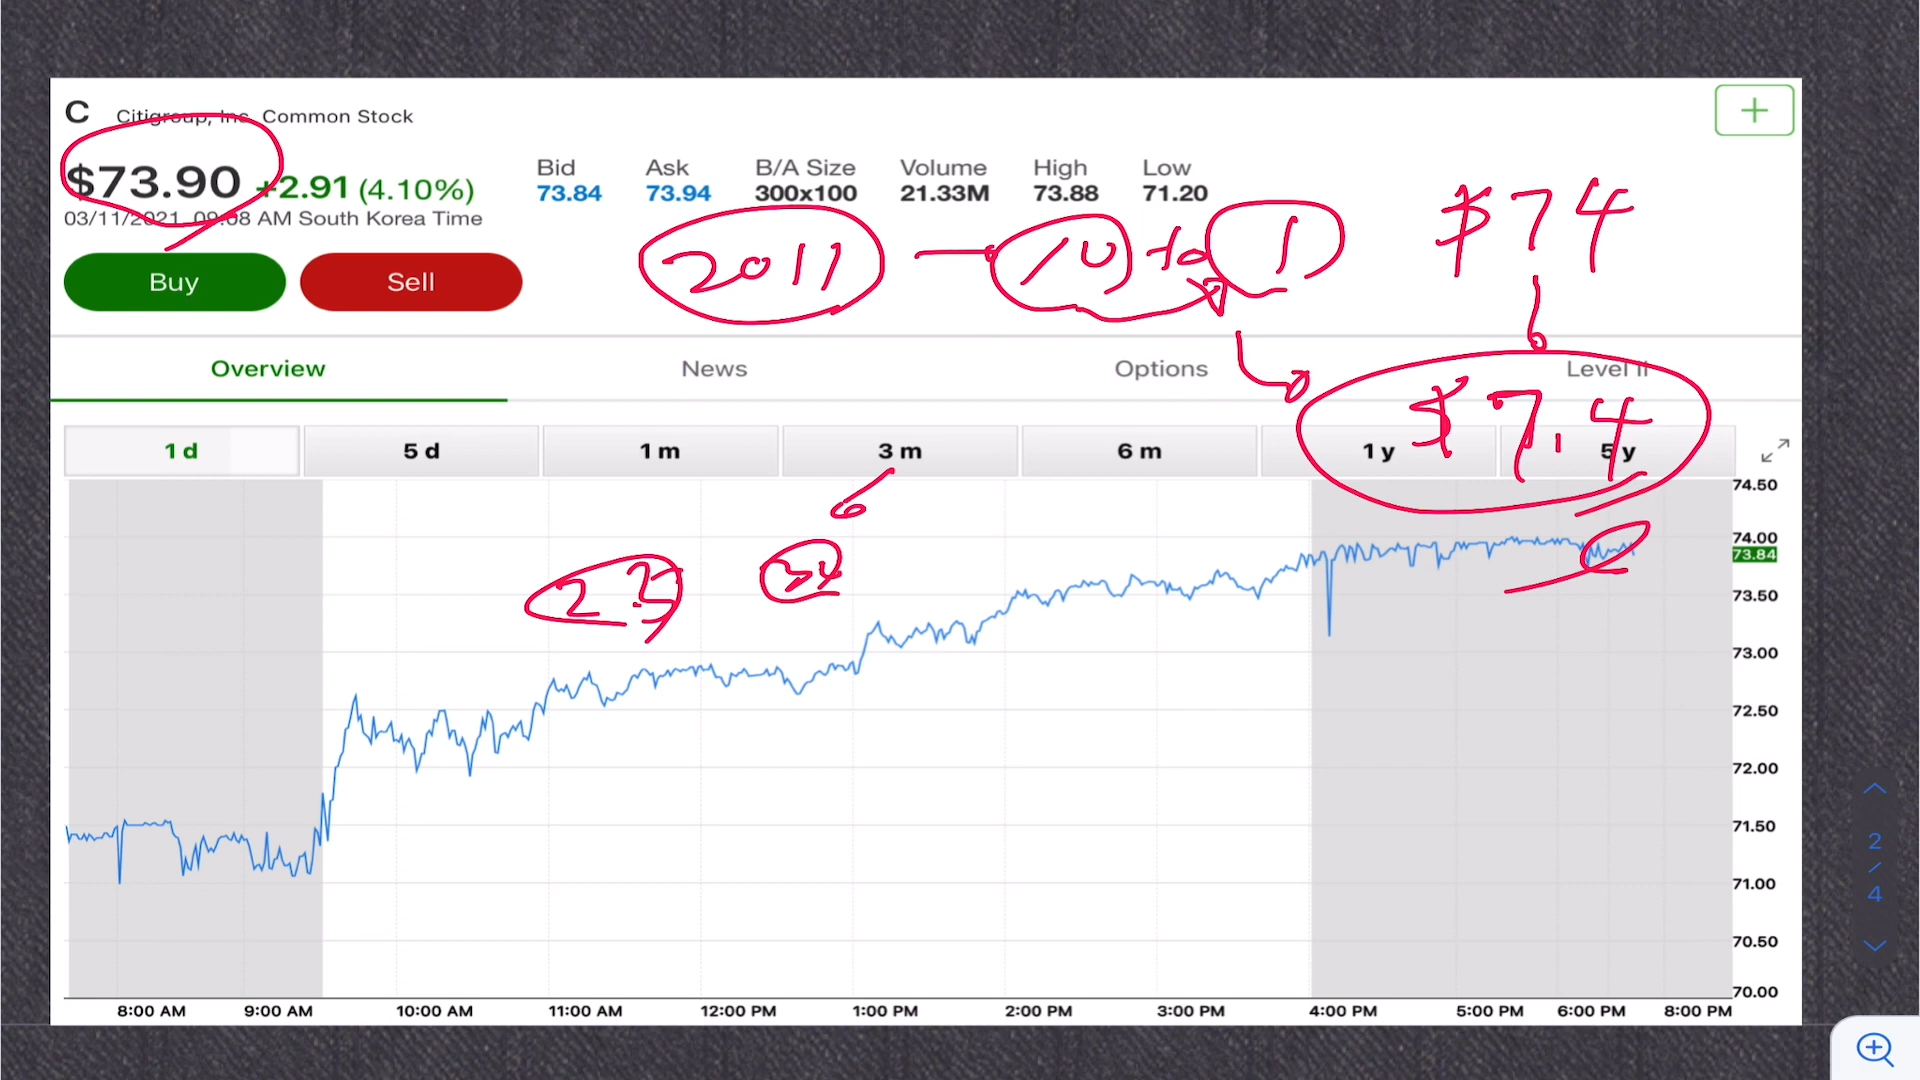 C Citigroup, Inc. Common Stock
+
$73.90 +2.91 (4.10%)
03/11/2021, 09:08 AM South Korea Time
Bid Ask B/A Size Volume High Low
73.84 73.94 300x100 21.33M 73.88 71.20
$74
2011 10 to 1
Buy Sell
Overview News Options Level II
$7.4
1 d 5 d 1 m 3 m 6 m 1 y 5 y
74.50
74.00
73.84
73.50
73.00
72.50
72.00
71.50
71.00
70.50
70.00
8:00 AM 9:00 AM 10:00 AM 11:00 AM 12:00 PM 1:00 PM 2:00 PM 3:00 PM 4:00 PM 5:00 PM 6:00 PM 8:00 PM
2
/
4